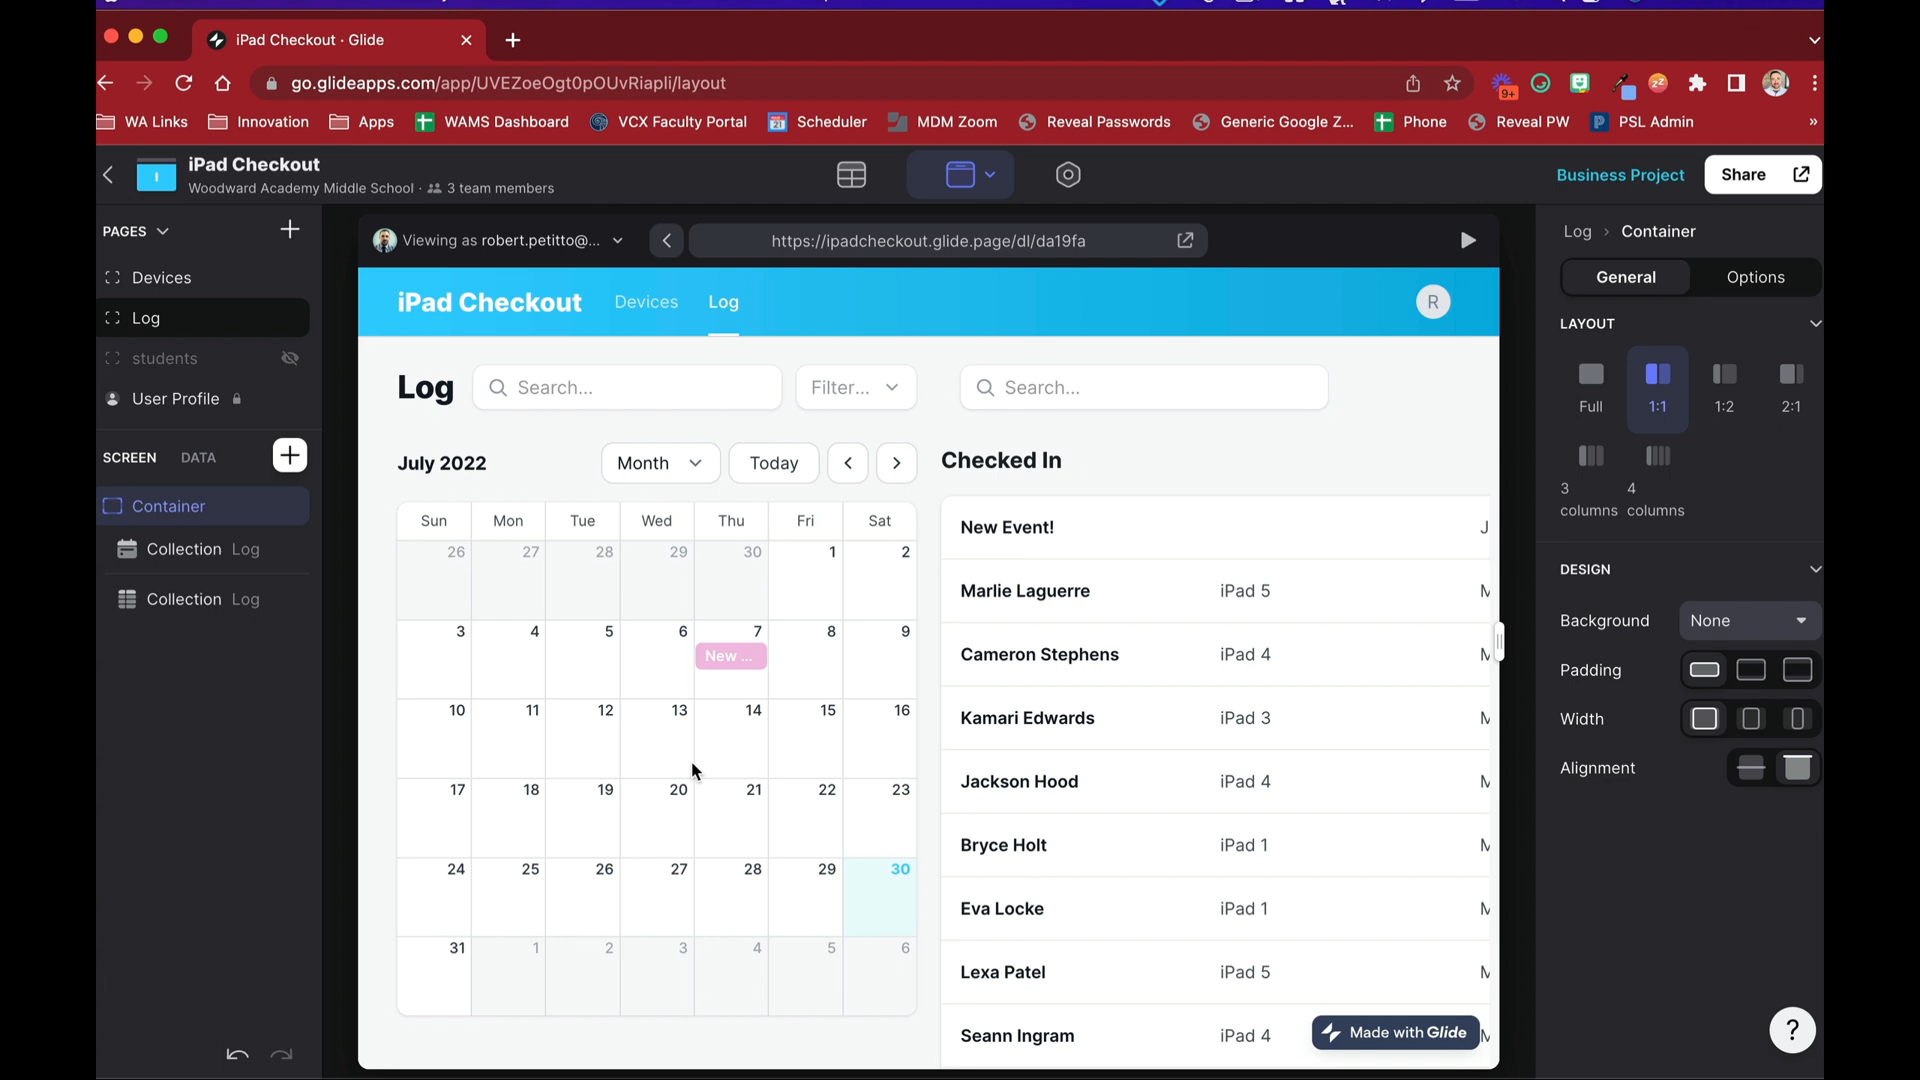 iPad Checkout · Glide
go.glideapps.com/app/UVEZoeOgt0pOUvRiapli/layout
9+
WA Links
Innovation
Apps
WAMS Dashboard
VCX Faculty Portal
Scheduler
MDM Zoom
Reveal Passwords
Generic Google Z...
Phone
Reveal PW
PSL Admin
»
I
iPad Checkout
Woodward Academy Middle School · 3 team members
Business Project
Share
PAGES
Devices
Log
students
User Profile
SCREEN DATA
Container
Collection Log
Collection Log
Viewing as robert.petitto@...
https://ipadcheckout.glide.page/dl/da19fa
iPad Checkout
Devices
Log
R
Log
Search...
Filter...
Search...
July 2022
Month
Today
Sun Mon Tue Wed Thu Fri Sat
26 27 28 29 30 1 2
3 4 5 6 7 8 9
New ...
10 11 12 13 14 15 16
17 18 19 20 21 22 23
24 25 26 27 28 29 30
31 1 2 3 4 5 6
Checked In
New Event!
Marlie Laguerre iPad 5
Cameron Stephens iPad 4
Kamari Edwards iPad 3
Jackson Hood iPad 4
Bryce Holt iPad 1
Eva Locke iPad 1
Lexa Patel iPad 5
Seann Ingram iPad 4
Made with Glide
Log › Container
General
Options
LAYOUT
Full 1:1 1:2 2:1
3 columns
4 columns
DESIGN
Background None
Padding
Width
Alignment
?